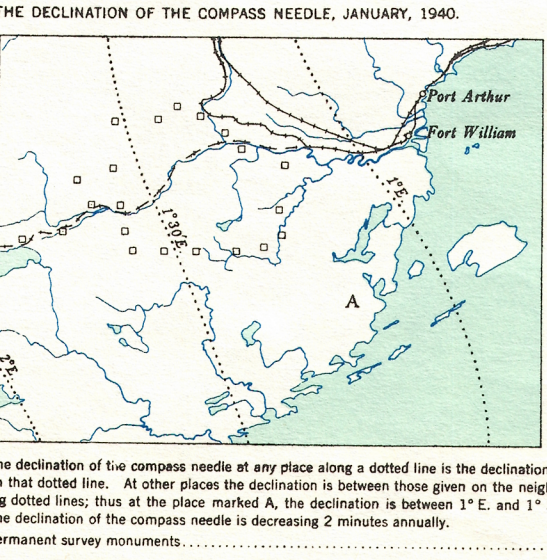 THE DECLINATION OF THE COMPASS NEEDLE, JANUARY, 1940.
Port Arthur
Fort William
1°E
1°30'E
A
2°E
he declination of the compass needle at any place along a dotted line is the declination
n that dotted line. At other places the declination is between those given on the neigh
g dotted lines; thus at the place marked A, the declination is between 1° E. and 1°
he declination of the compass needle is decreasing 2 minutes annually.
ermanent survey monuments